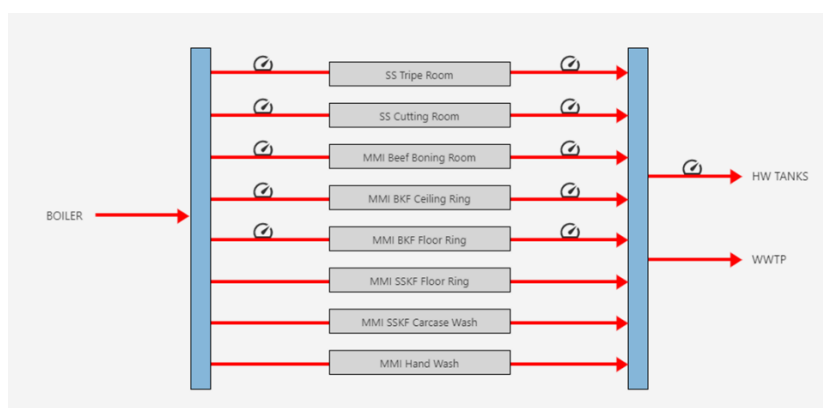 SS Tripe Room
SS Cutting Room
MMI Beef Boning Room
MMI BKF Ceiling Ring
MMI BKF Floor Ring
MMI SSKF Floor Ring
MMI SSKF Carcase Wash
MMI Hand Wash
BOILER
HW TANKS
WWTP